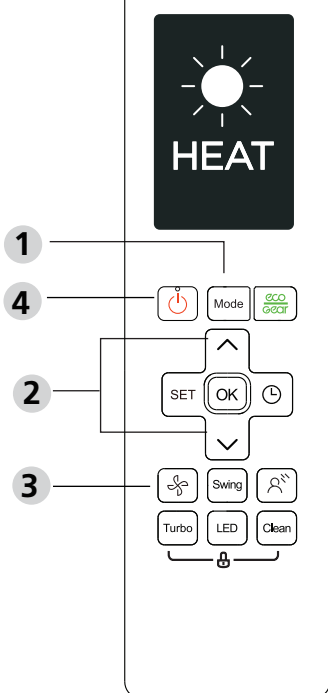 HEAT
1
4
Mode
eco
GEAR
2
SET
OK
3
Swing
Turbo
LED
Clean